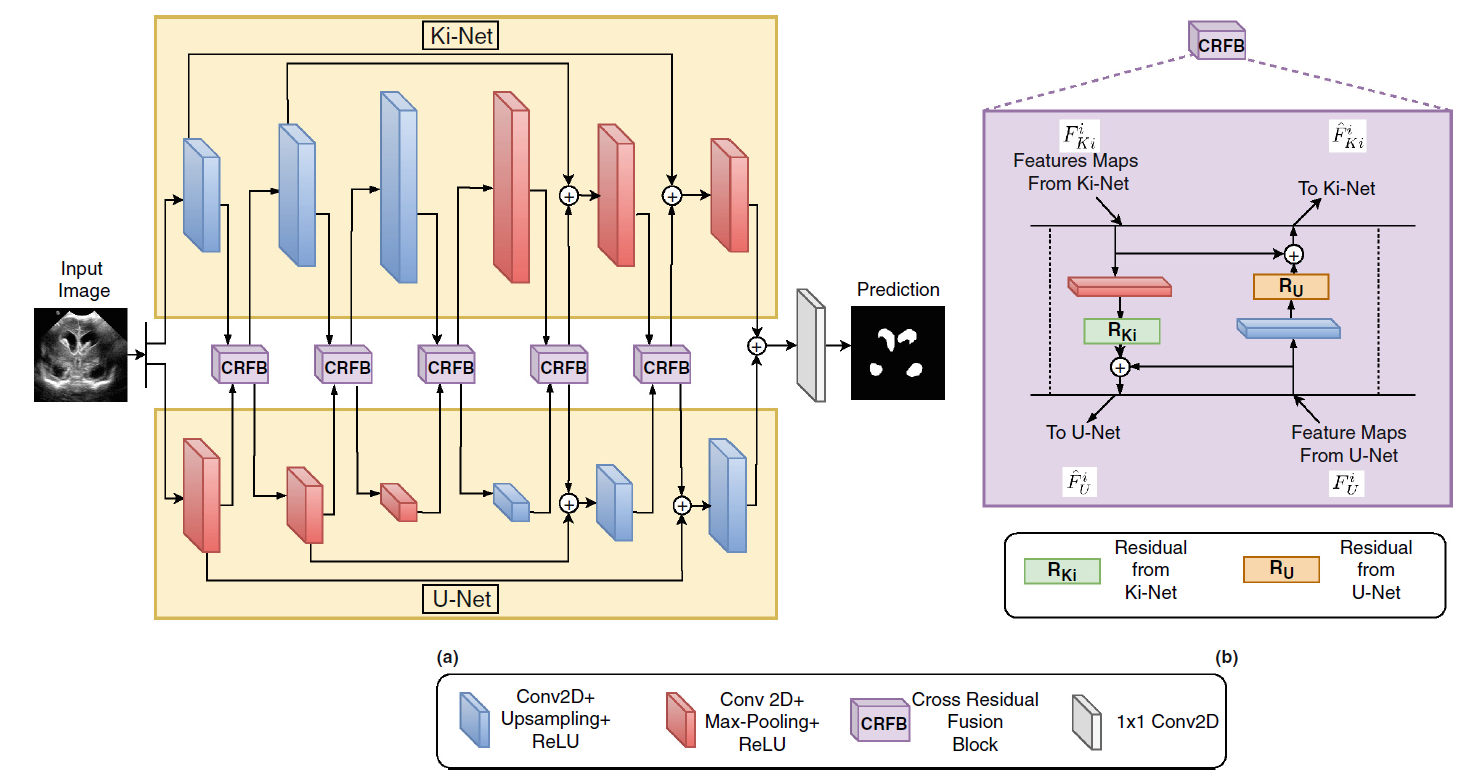 Ki-Net
Input
Image
CRFB
CRFB
CRFB
CRFB
CRFB
+
+
+
+
+
Prediction
U-Net
(a)
CRFB
F^i_{Ki}
F̂^i_{Ki}
Features Maps
From Ki-Net
To Ki-Net
+
R_U
R_{Ki}
+
To U-Net
Feature Maps
From U-Net
F̂^i_U
F^i_U
R_{Ki}
Residual
from
Ki-Net
R_U
Residual
from
U-Net
(b)
Conv2D+
Upsampling+
ReLU
Conv 2D+
Max-Pooling+
ReLU
CRFB
Cross Residual
Fusion
Block
1x1 Conv2D